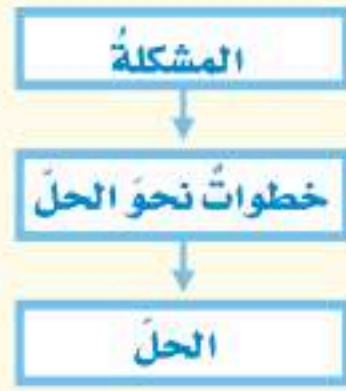 المشكلةُ
خطواتٌ نحوَ الحلّ
الحلّ